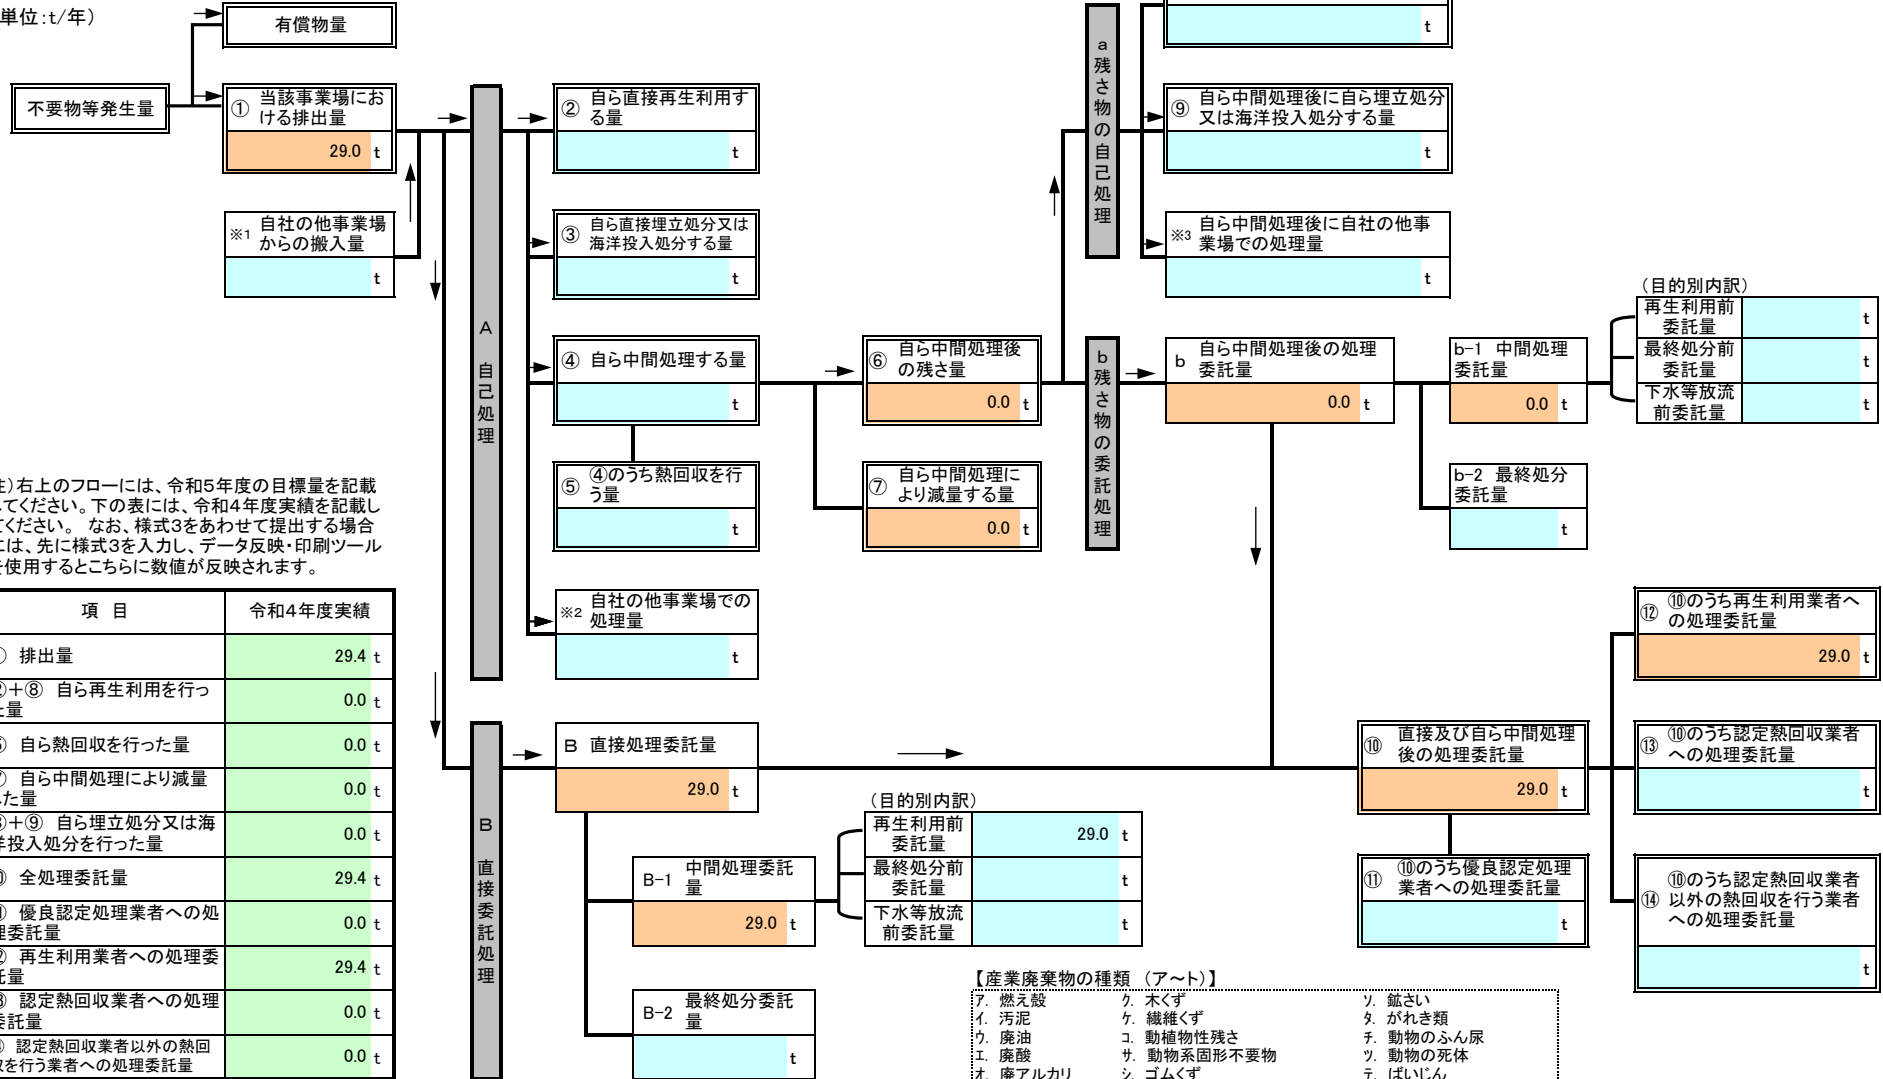 単位:t/年）
有償物量
t
不要物等発生量
① 当該事業場にお
ける排出量
29.0 t
※1 自社の他事業場
からの搬入量
t
A 自己処理
② 自ら直接再生利用す
る量
t
③ 自ら直接埋立処分又は
海洋投入処分する量
t
④ 自ら中間処理する量
t
⑤ ④のうち熱回収を行
う量
t
※2 自社の他事業場での
処理量
t
⑥ 自ら中間処理後
の残さ量
0.0 t
⑦ 自ら中間処理に
より減量する量
0.0 t
a 残さ物の自己処理
⑨ 自ら中間処理後に自ら埋立処分
又は海洋投入処分する量
t
※3 自ら中間処理後に自社の他事
業場での処理量
t
b 残さ物の委託処理
b 自ら中間処理後の処理
委託量
0.0 t
b-1 中間処理
委託量
0.0 t
（目的別内訳）
再生利用前
委託量
t
最終処分前
委託量
t
下水等放流
前委託量
t
b-2 最終処分
委託量
t
注）右上のフローには、令和5年度の目標量を記載
してください。下の表には、令和4年度実績を記載し
てください。 なお、様式3をあわせて提出する場合
には、先に様式3を入力し、データ反映・印刷ツール
を使用するとこちらに数値が反映されます。
項 目 令和4年度実績
排出量 29.4 t
②+⑧ 自ら再生利用を行っ
た量 0.0 t
自ら熱回収を行った量 0.0 t
自ら中間処理により減量
した量 0.0 t
③+⑨ 自ら埋立処分又は海
洋投入処分を行った量 0.0 t
全処理委託量 29.4 t
優良認定処理業者への処
理委託量 0.0 t
再生利用業者への処理委
託量 29.4 t
認定熱回収業者への処理
委託量 0.0 t
認定熱回収業者以外の熱回
収を行う業者への処理委託量 0.0 t
B 直接委託処理
B 直接処理委託量
29.0 t
B-1 中間処理委託
量
29.0 t
（目的別内訳）
再生利用前
委託量
29.0 t
最終処分前
委託量
t
下水等放流
前委託量
t
B-2 最終処分委託
量
t
⑩ 直接及び自ら中間処理
後の処理委託量
29.0 t
⑪ ⑩のうち優良認定処理
業者への処理委託量
t
⑫ ⑩のうち再生利用業者へ
の処理委託量
29.0 t
⑬ ⑩のうち認定熱回収業者
への処理委託量
t
⑭ ⑩のうち認定熱回収業者
以外の熱回収を行う業者
への処理委託量
t
【産業廃棄物の種類 （ア～ト）】
ア. 燃え殻 ク. 木くず ソ. 鉱さい
イ. 汚泥 ケ. 繊維くず タ. がれき類
ウ. 廃油 コ. 動植物性残さ チ. 動物のふん尿
エ. 廃酸 サ. 動物系固形不要物 ツ. 動物の死体
オ. 廃アルカリ シ. ゴムくず テ. ばいじん